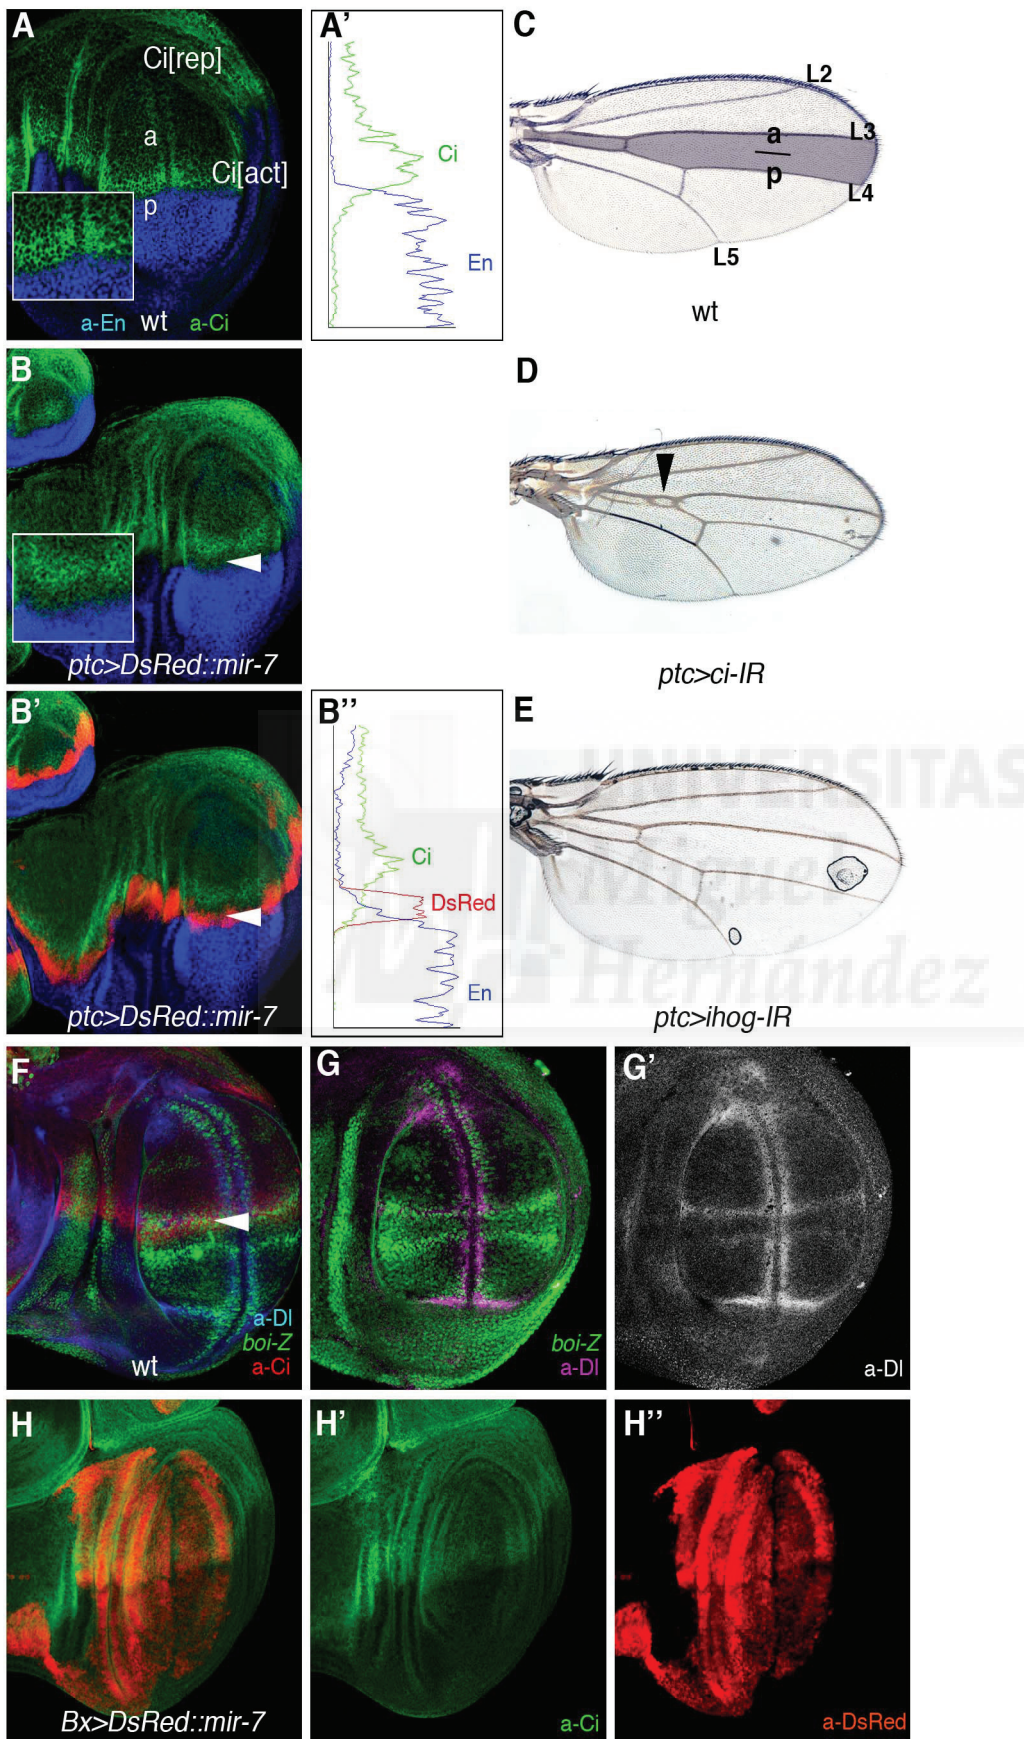 A
Ci[rep]
a
Ci[act]
p
a-En wt a-Ci
A’
Ci
En
C
L2
a
L3
p
L4
L5
wt
B
ptc>DsRed::mir-7
D
ptc>ci-IR
B’
ptc>DsRed::mir-7
B’’
Ci
DsRed
En
E
ptc>ihog-IR
UNIVERSITAS
Miguel
Hernández
F
a-Dl
boi-Z
wt
a-Ci
G
boi-Z
a-Dl
G’
a-Dl
H
Bx>DsRed::mir-7
H’
a-Ci
H’’
a-DsRed